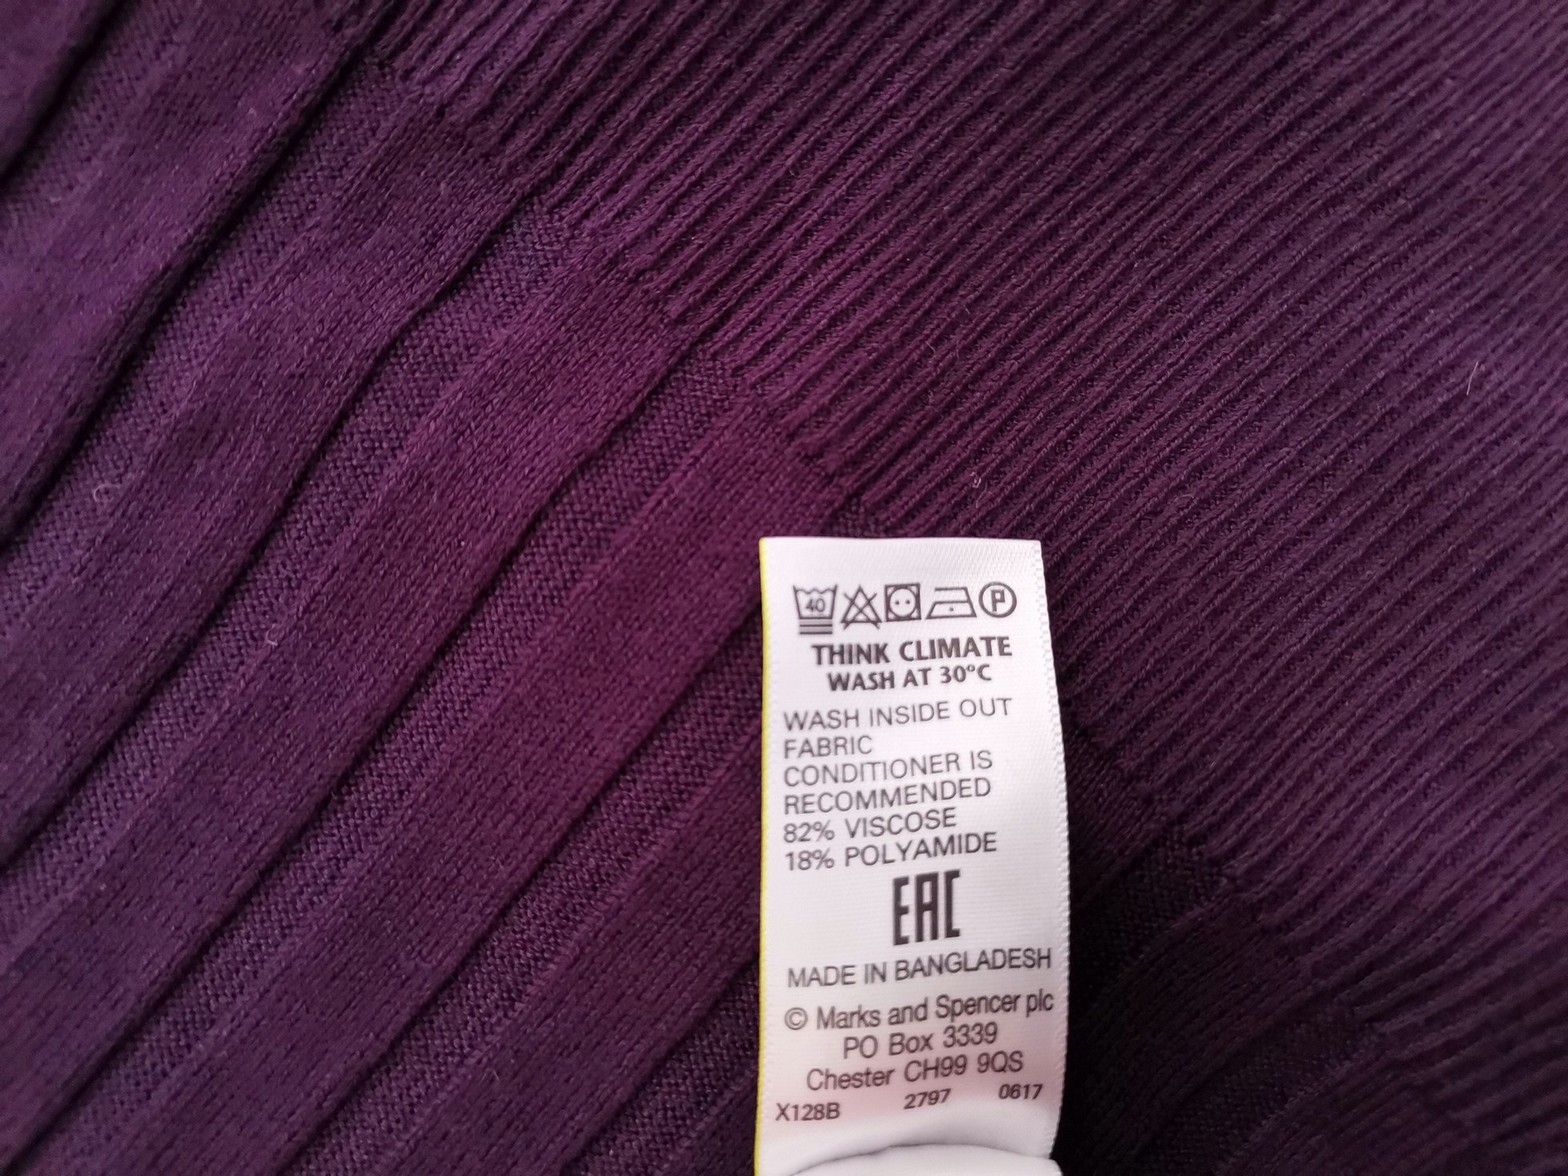 40
P
THINK CLIMATE
WASH AT 30°C
WASH INSIDE OUT
FABRIC
CONDITIONER IS
RECOMMENDED
82% VISCOSE
18% POLYAMIDE
EAC
MADE IN BANGLADESH
© Marks and Spencer plc
PO Box 3339
Chester CH99 9QS
X128B 2797 0617